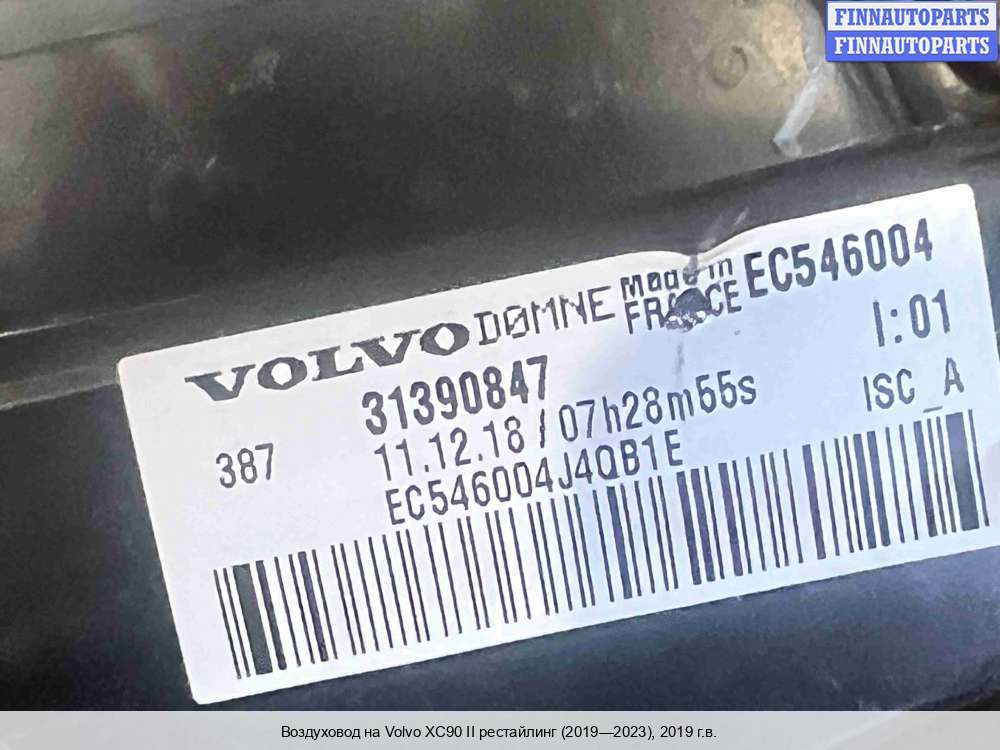 FINNAUTOPARTS
FINNAUTOPARTS
VOLVO DØMNE Made in EC546004
FRANCE
31390847 I:01
387 11.12.18 / 07h28m55s ISC_A
EC546004J4QB1E
Воздуховод на Volvo XC90 II рестайлинг (2019—2023), 2019 г.в.